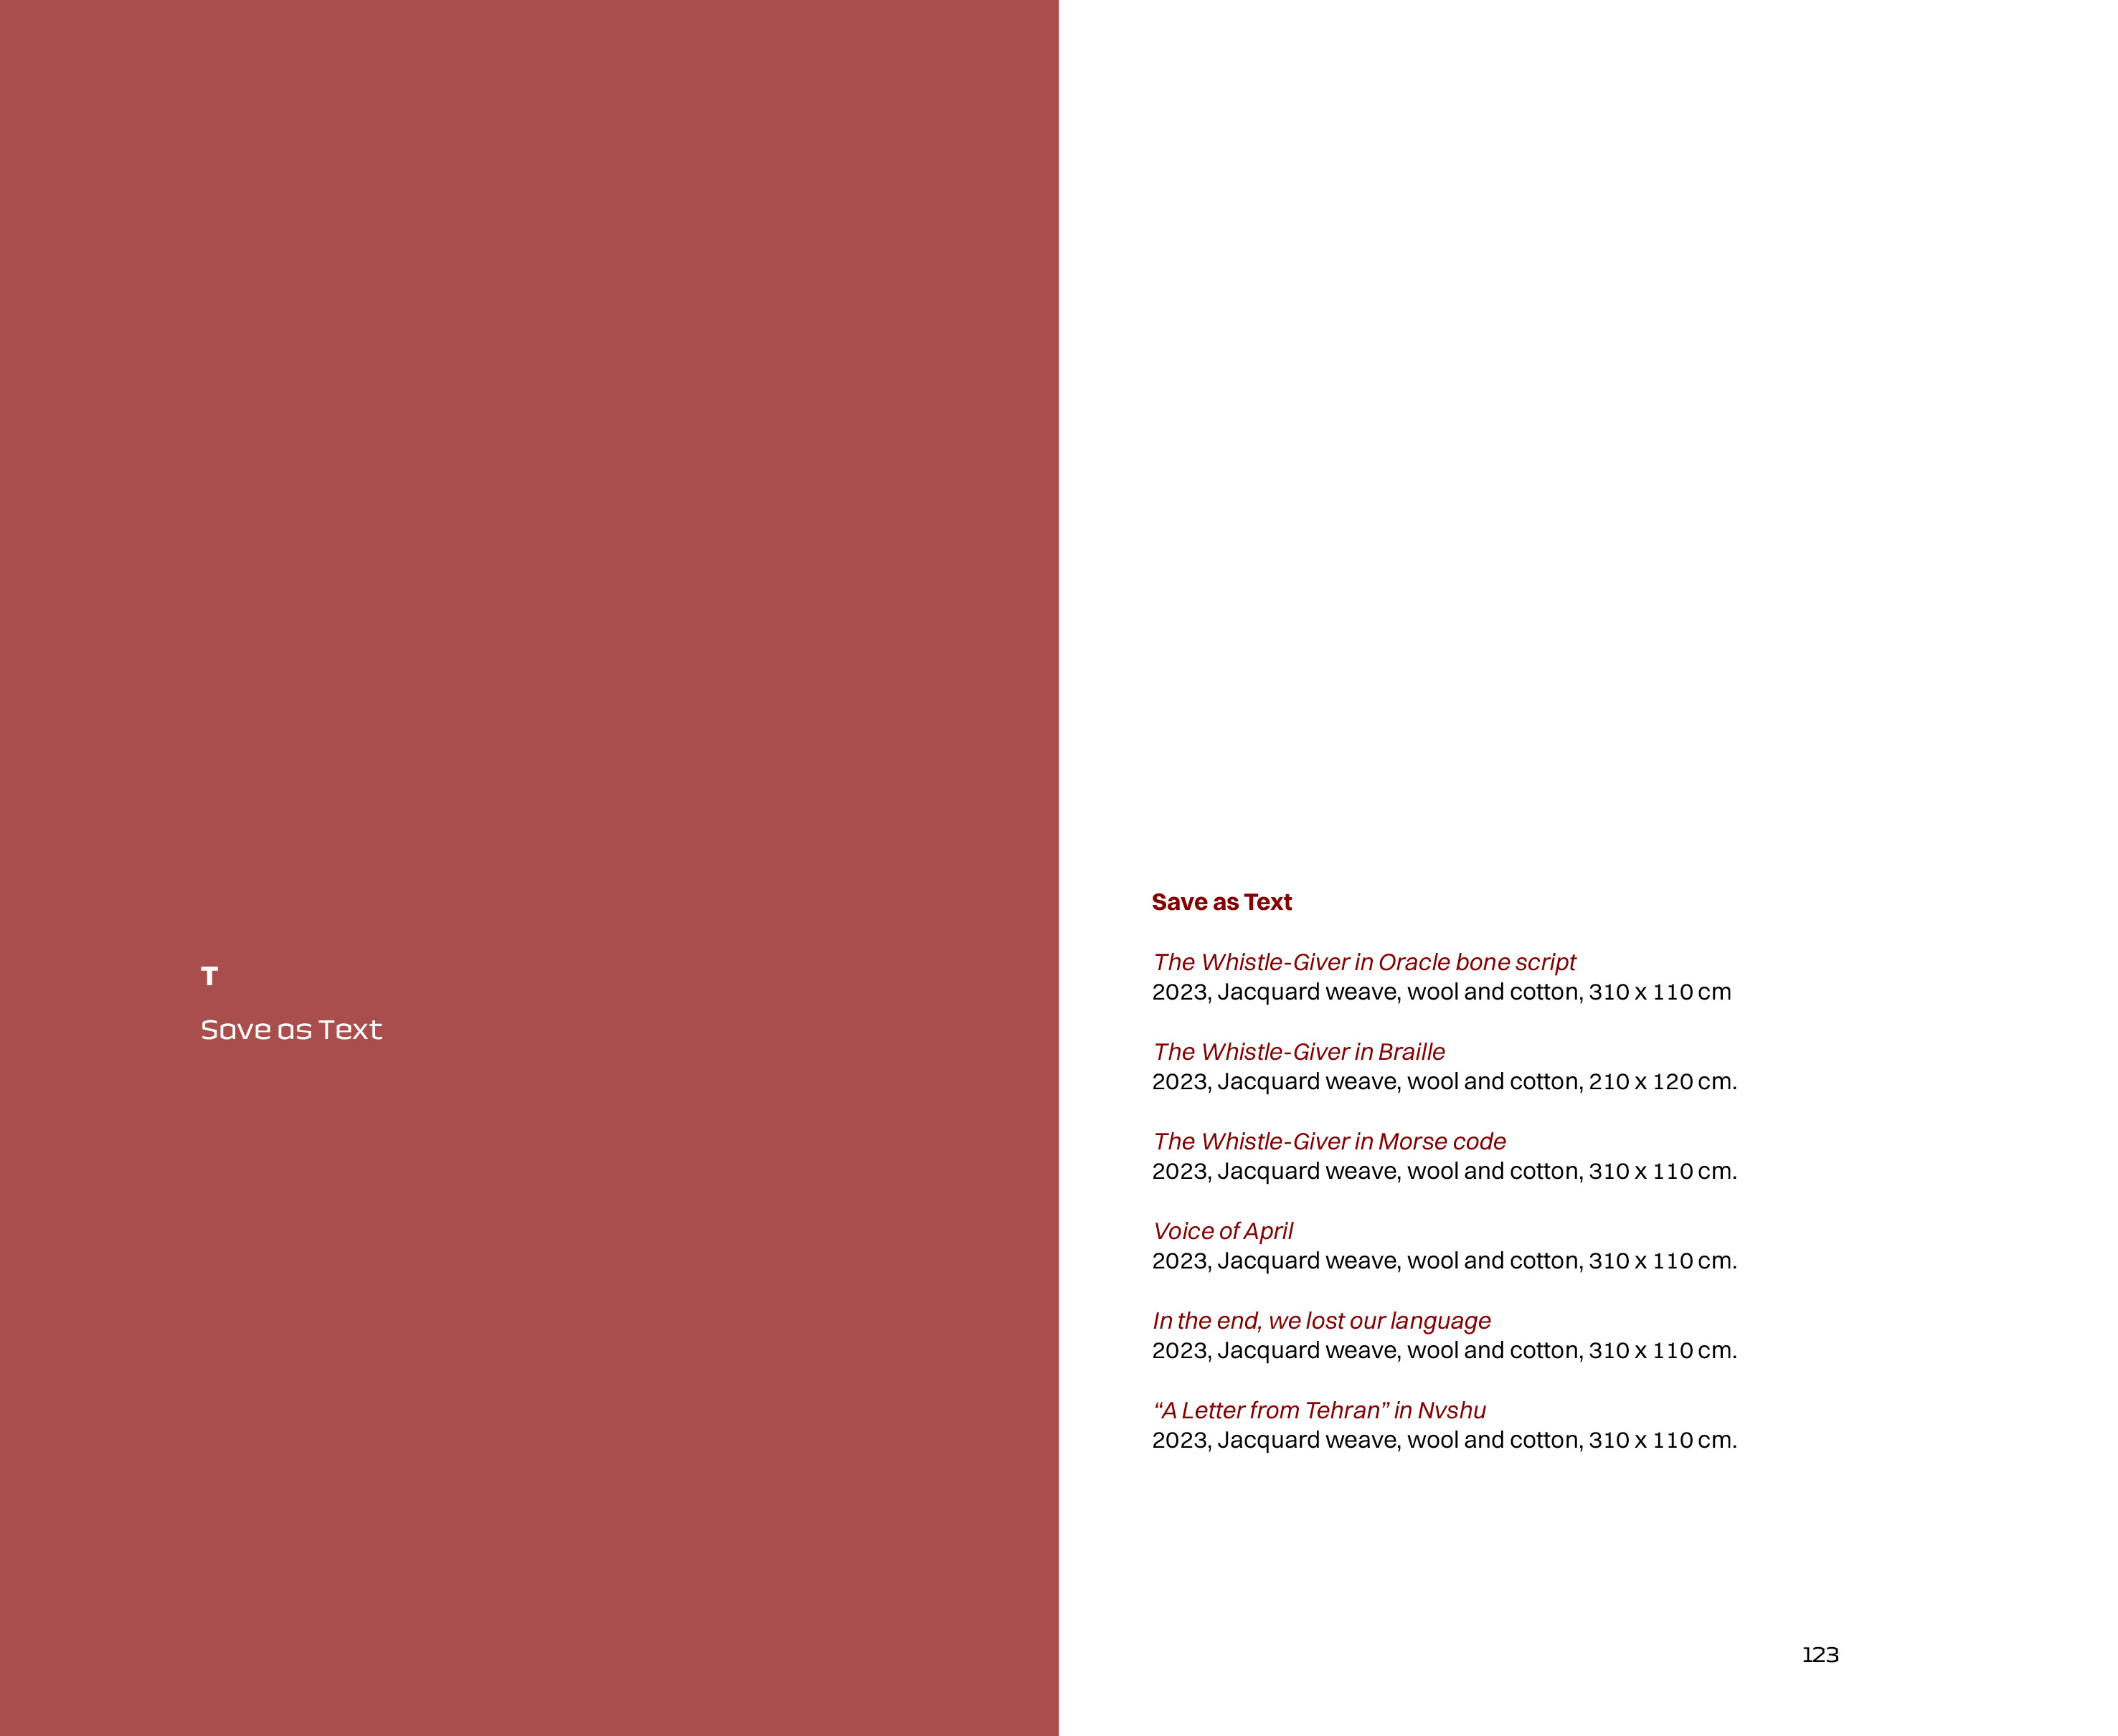 T
Save as Text
Save as Text
The Whistle-Giver in Oracle bone script
2023, Jacquard weave, wool and cotton, 310 x 110 cm
The Whistle-Giver in Braille
2023, Jacquard weave, wool and cotton, 210 x 120 cm.
The Whistle-Giver in Morse code
2023, Jacquard weave, wool and cotton, 310 x 110 cm.
Voice of April
2023, Jacquard weave, wool and cotton, 310 x 110 cm.
In the end, we lost our language
2023, Jacquard weave, wool and cotton, 310 x 110 cm.
“A Letter from Tehran” in Nvshu
2023, Jacquard weave, wool and cotton, 310 x 110 cm.
123